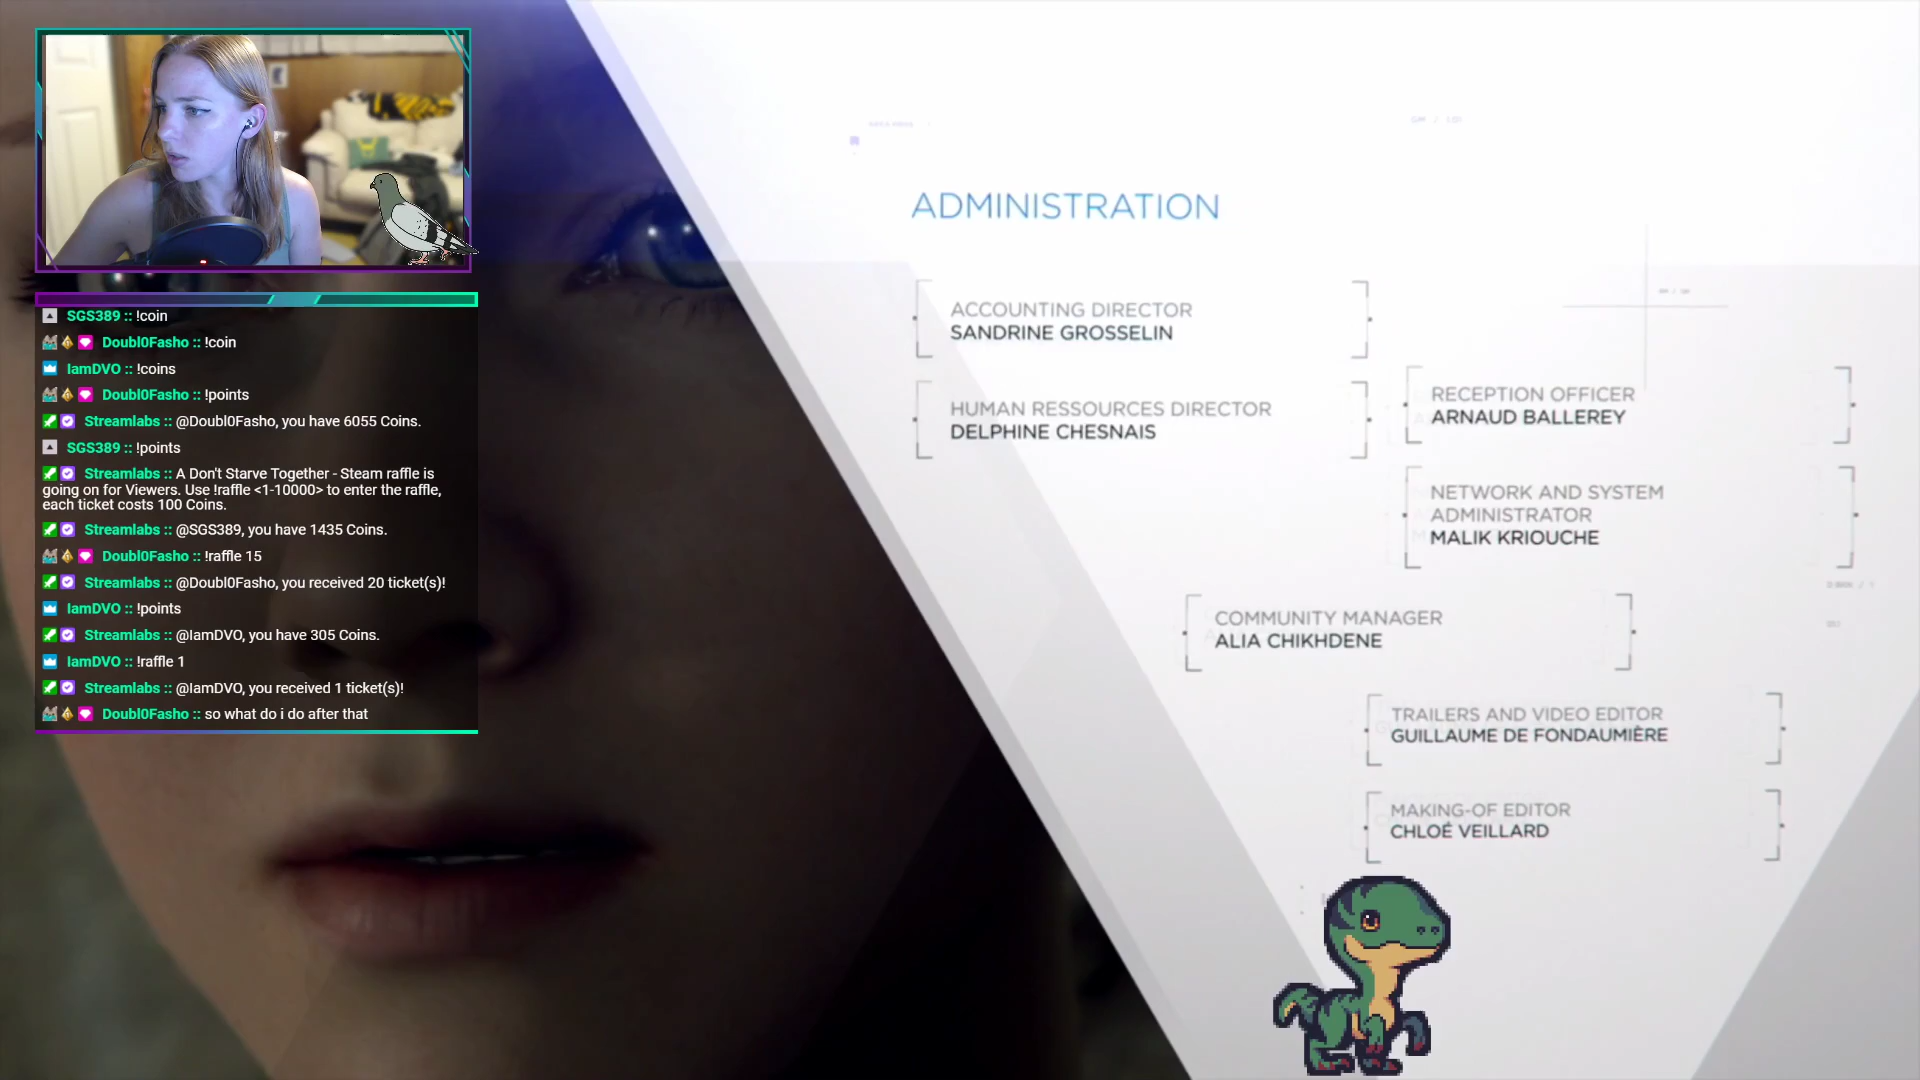 SGS389 :: !coin
Doubl0Fasho :: !coin
IamDVO :: !coins
Doubl0Fasho :: !points
Streamlabs :: @Doubl0Fasho, you have 6055 Coins.
SGS389 :: !points
Streamlabs :: A Don't Starve Together - Steam raffle is
going on for Viewers. Use !raffle <1-10000> to enter the raffle,
each ticket costs 100 Coins.
Streamlabs :: @SGS389, you have 1435 Coins.
Doubl0Fasho :: !raffle 15
Streamlabs :: @Doubl0Fasho, you received 20 ticket(s)!
IamDVO :: !points
Streamlabs :: @IamDVO, you have 305 Coins.
IamDVO :: !raffle 1
Streamlabs :: @IamDVO, you received 1 ticket(s)!
Doubl0Fasho :: so what do i do after that
ADMINISTRATION
ACCOUNTING DIRECTOR
SANDRINE GROSSELIN
HUMAN RESSOURCES DIRECTOR
DELPHINE CHESNAIS
RECEPTION OFFICER
ARNAUD BALLEREY
NETWORK AND SYSTEM
ADMINISTRATOR
MALIK KRIOUCHE
COMMUNITY MANAGER
ALIA CHIKHDENE
TRAILERS AND VIDEO EDITOR
GUILLAUME DE FONDAUMIÈRE
MAKING-OF EDITOR
CHLOÉ VEILLARD